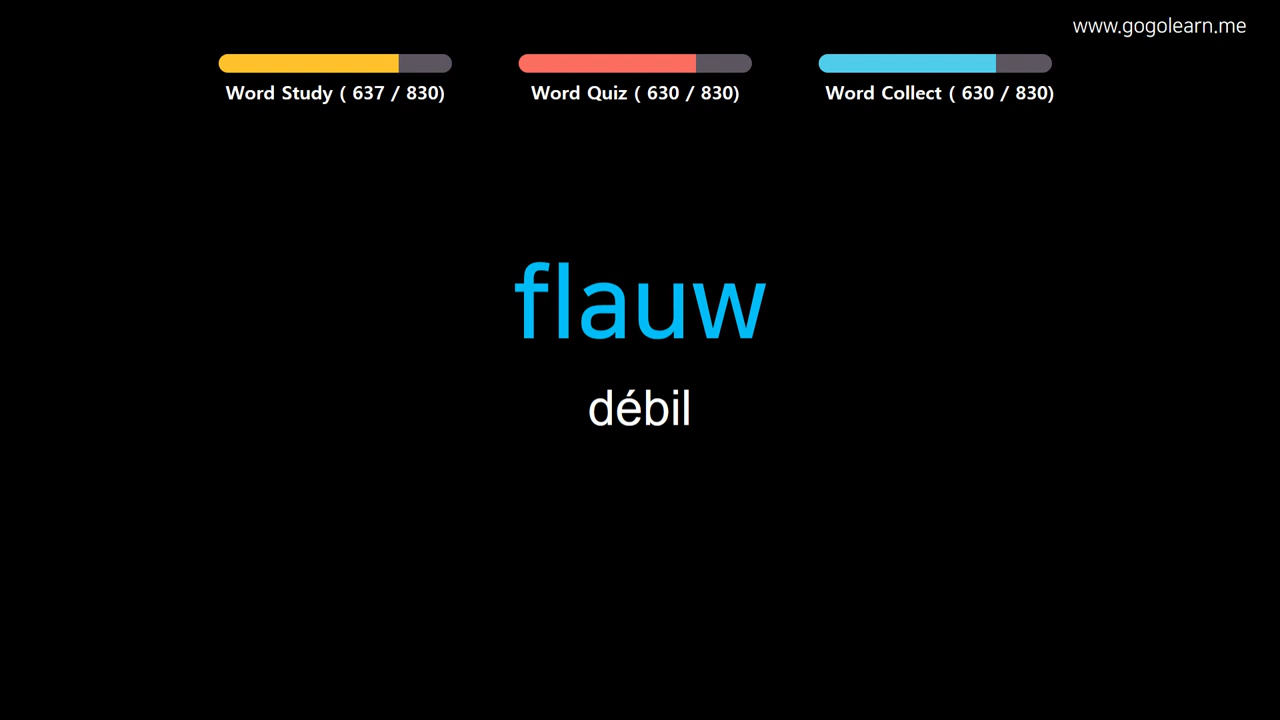 www.gogolearn.me
Word Study ( 637 / 830)
Word Quiz ( 630 / 830)
Word Collect ( 630 / 830)
flauw
débil